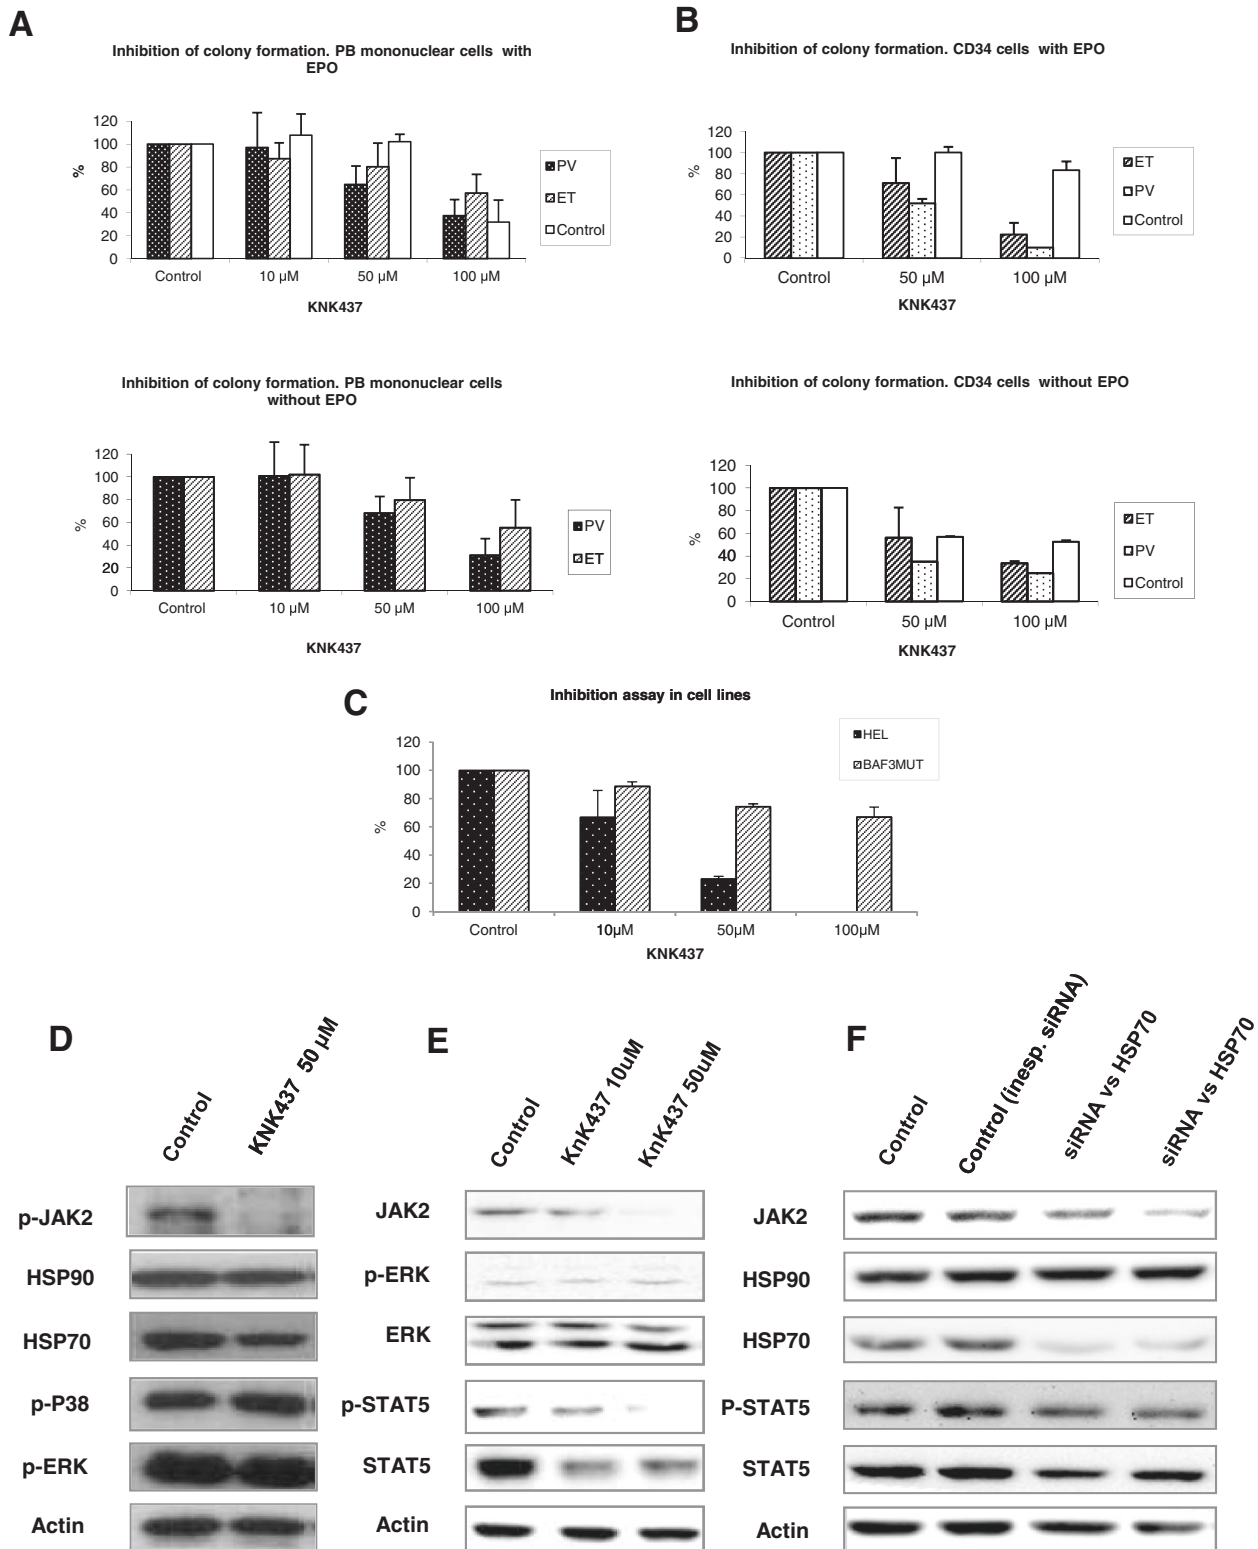 A
Inhibition of colony formation. PB mononuclear cells with
EPO
120
100
80
60
40
20
0
%
Control
10 µM
50 µM
100 µM
KNK437
PV
ET
Control
Inhibition of colony formation. PB mononuclear cells
without EPO
120
100
80
60
40
20
0
%
Control
10 µM
50 µM
100 µM
KNK437
PV
ET
B
Inhibition of colony formation. CD34 cells with EPO
120
100
80
60
40
20
0
%
Control
50 µM
100 µM
KNK437
ET
PV
Control
Inhibition of colony formation. CD34 cells without EPO
120
100
80
60
40
20
0
%
Control
50 µM
100 µM
KNK437
ET
PV
Control
C
Inhibition assay in cell lines
120
100
80
60
40
20
0
%
Control
10µM
50µM
100µM
KNK437
HEL
BAF3MUT
D
Control
KNK437 50 µM
p-JAK2
HSP90
HSP70
p-P38
p-ERK
Actin
E
Control
KnK437 10uM
KnK437 50uM
JAK2
p-ERK
ERK
p-STAT5
STAT5
Actin
F
Control
Control (inesp. siRNA)
siRNA vs HSP70
siRNA vs HSP70
JAK2
HSP90
HSP70
P-STAT5
STAT5
Actin